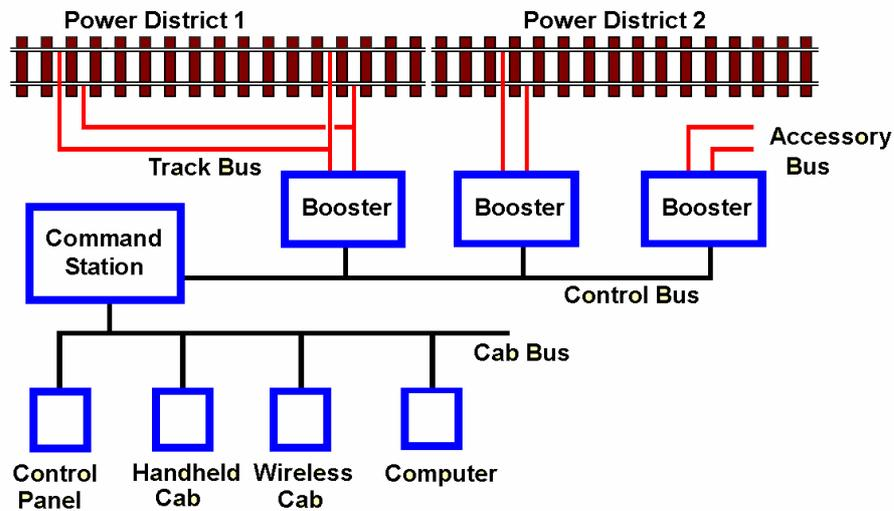 Power District 1
Power District 2
Accessory
Bus
Track Bus
Booster
Booster
Booster
Command
Station
Control Bus
Cab Bus
Control
Panel
Handheld
Cab
Wireless
Cab
Computer